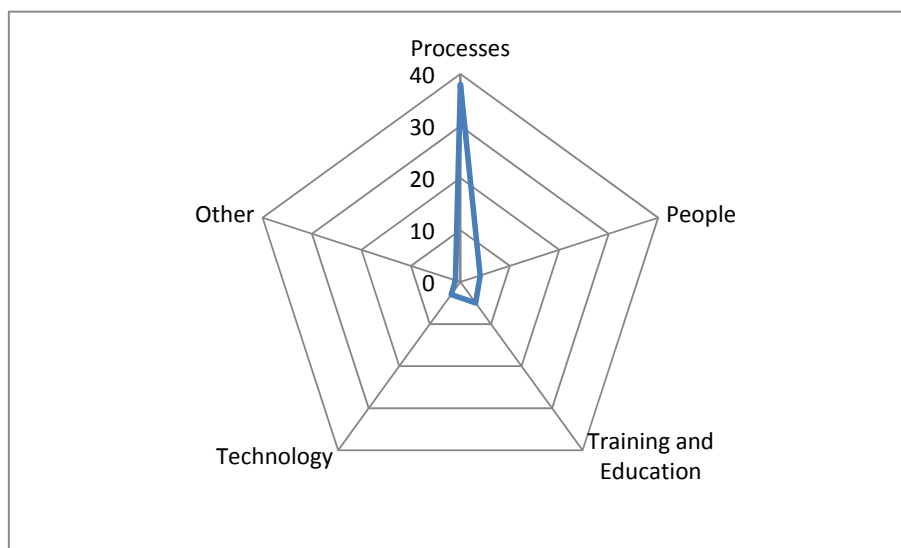 Processes
40
30
20
10
0
People
Training and
Education
Technology
Other